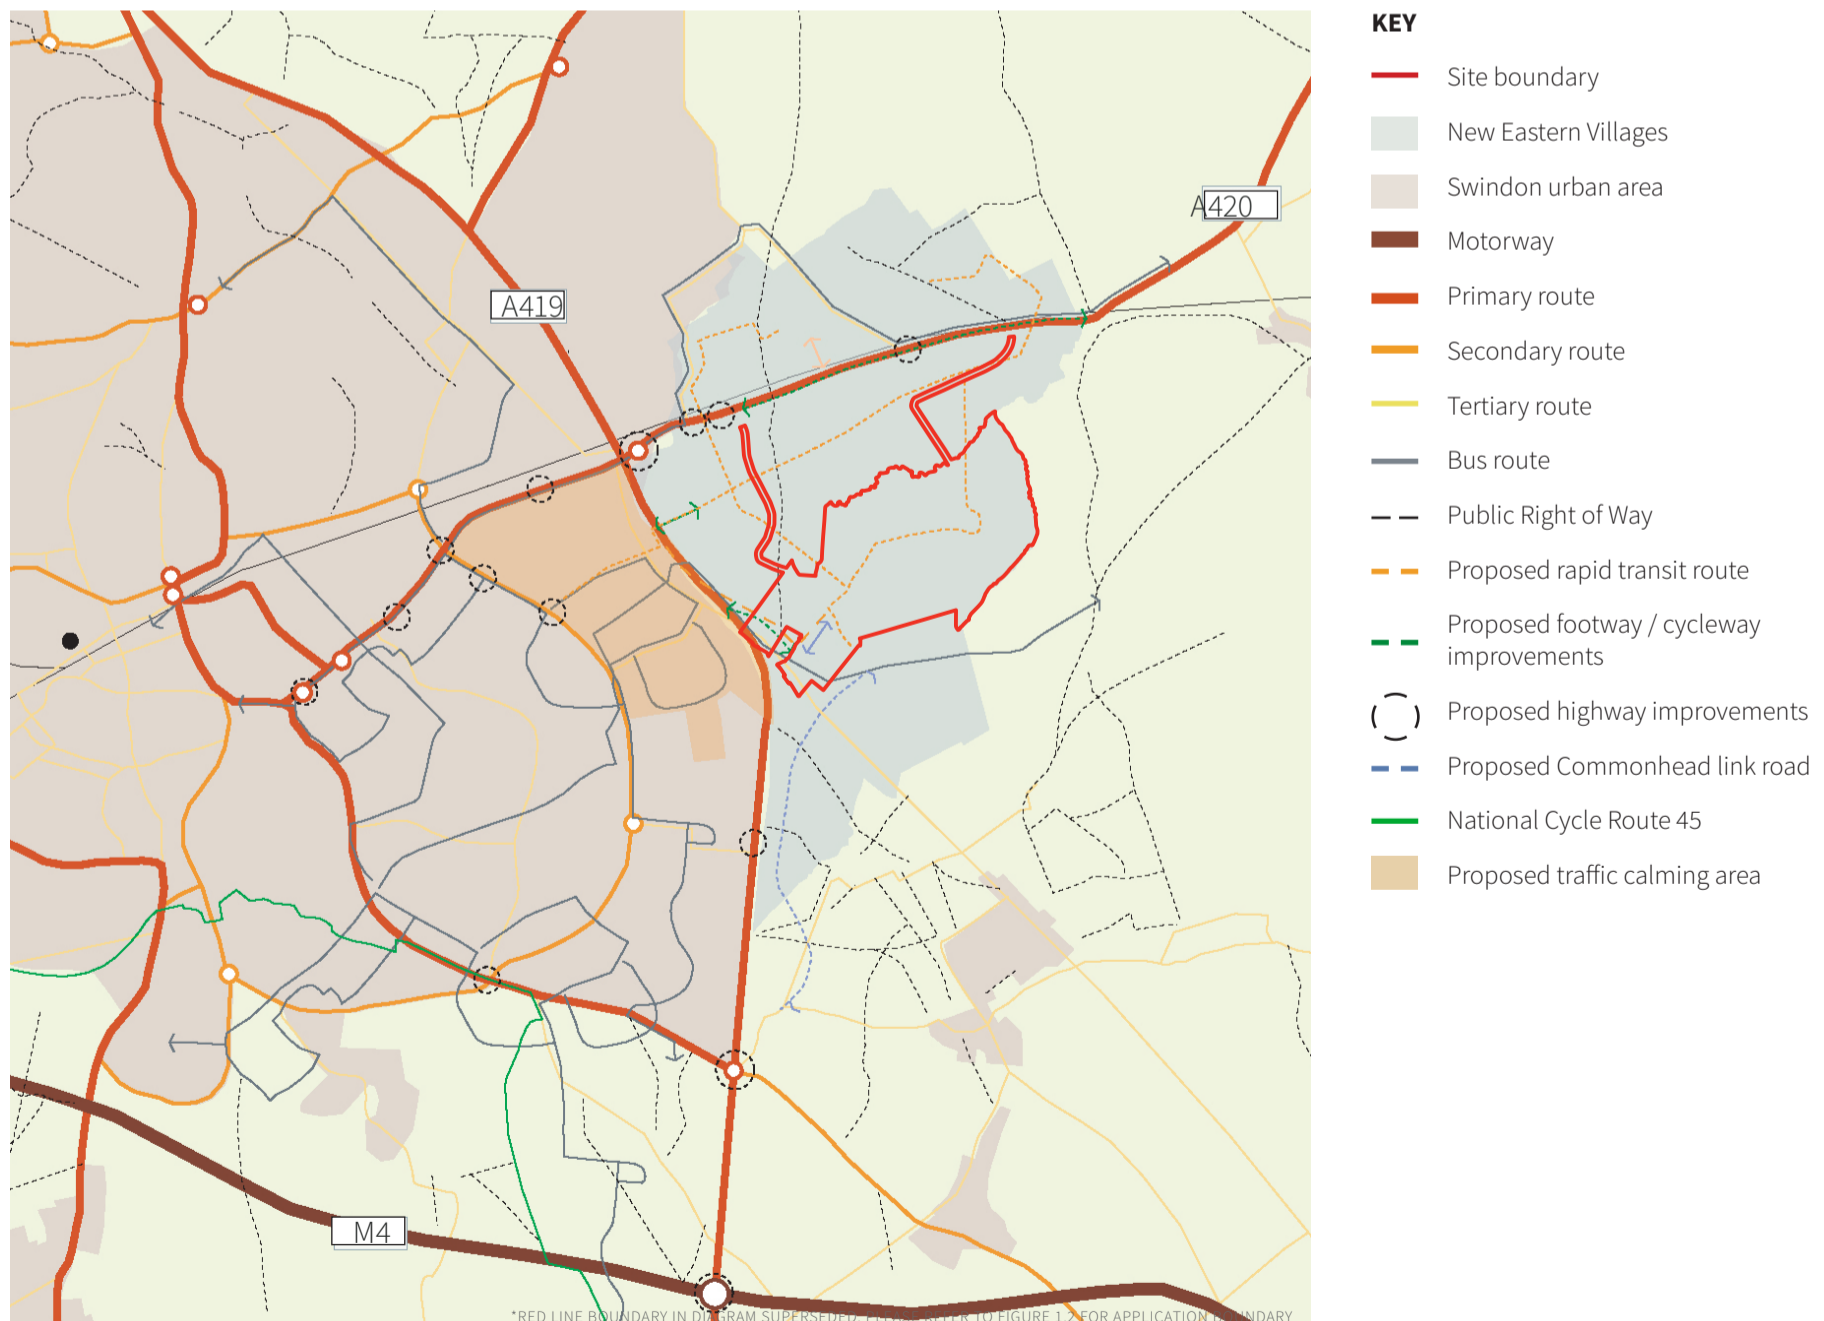 KEY
Site boundary
New Eastern Villages
Swindon urban area
Motorway
Primary route
Secondary route
Tertiary route
Bus route
Public Right of Way
Proposed rapid transit route
Proposed footway / cycleway
improvements
Proposed highway improvements
Proposed Commonhead link road
National Cycle Route 45
Proposed traffic calming area
A420
A419
M4
*RED LINE BOUNDARY IN DIAGRAM SUPERSEDED. PLEASE REFER TO FIGURE 1.2 FOR APPLICATION BOUNDARY